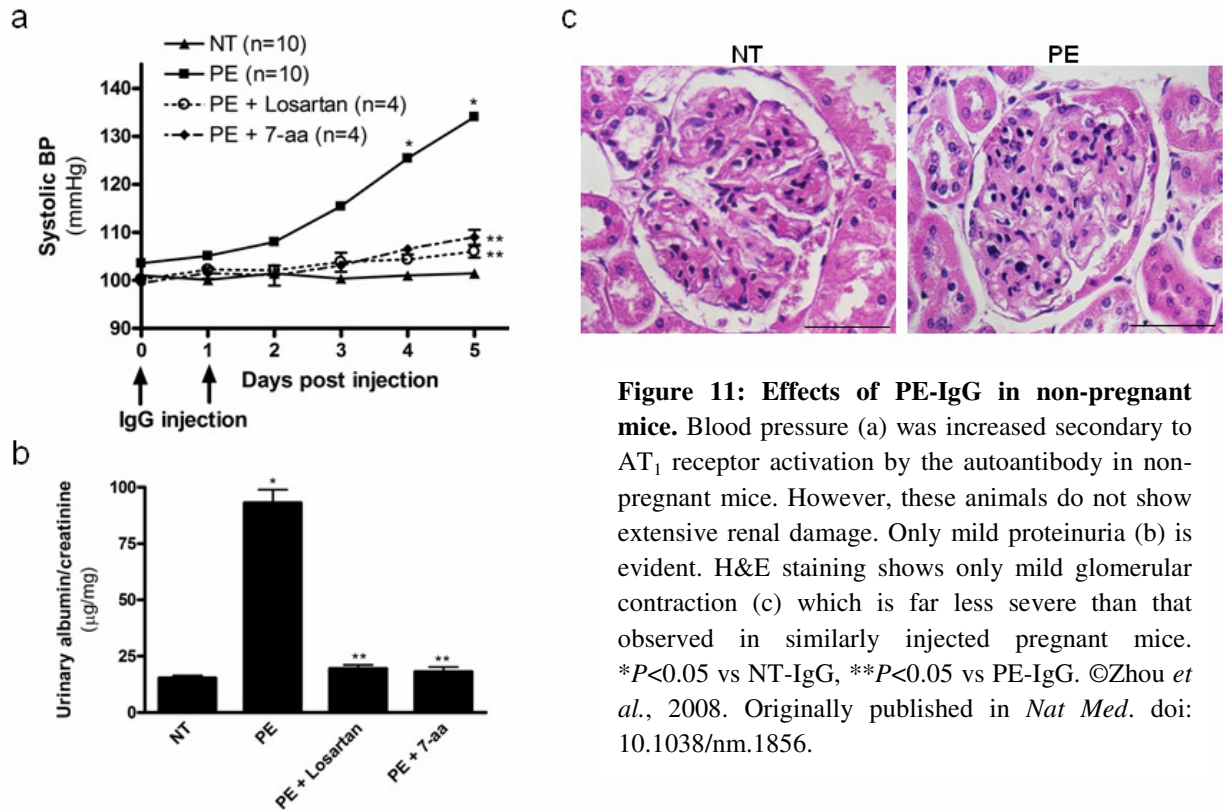 a
NT (n=10)
PE (n=10)
PE + Losartan (n=4)
PE + 7-aa (n=4)
Systolic BP
(mmHg)
140
130
120
110
100
90
*
*
**
**
0
1
2
3
4
5
Days post injection
IgG injection
b
Urinary albumin/creatinine
(µg/mg)
100
75
50
25
0
*
**
**
NT
PE
PE + Losartan
PE + 7-aa
c
NT
PE
Figure 11: Effects of PE-IgG in non-pregnant
mice. Blood pressure (a) was increased secondary to
AT₁ receptor activation by the autoantibody in non-
pregnant mice. However, these animals do not show
extensive renal damage. Only mild proteinuria (b) is
evident. H&E staining shows only mild glomerular
contraction (c) which is far less severe than that
observed in similarly injected pregnant mice.
*P<0.05 vs NT-IgG, **P<0.05 vs PE-IgG. ©Zhou et
al., 2008. Originally published in Nat Med. doi:
10.1038/nm.1856.